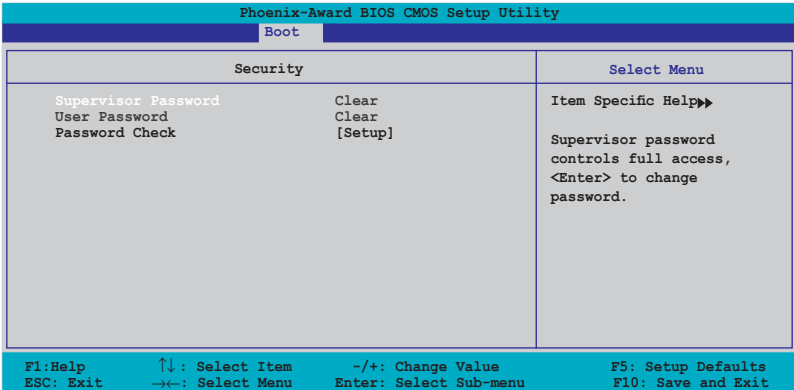 Phoenix-Award BIOS CMOS Setup Utility
Boot
Security
Select Menu
Supervisor Password Clear
User Password Clear
Password Check [Setup]
Item Specific Help▶▶
Supervisor password
controls full access,
<Enter> to change
password.
F1:Help ↑↓: Select Item -/+: Change Value F5: Setup Defaults
ESC: Exit →←: Select Menu Enter: Select Sub-menu F10: Save and Exit